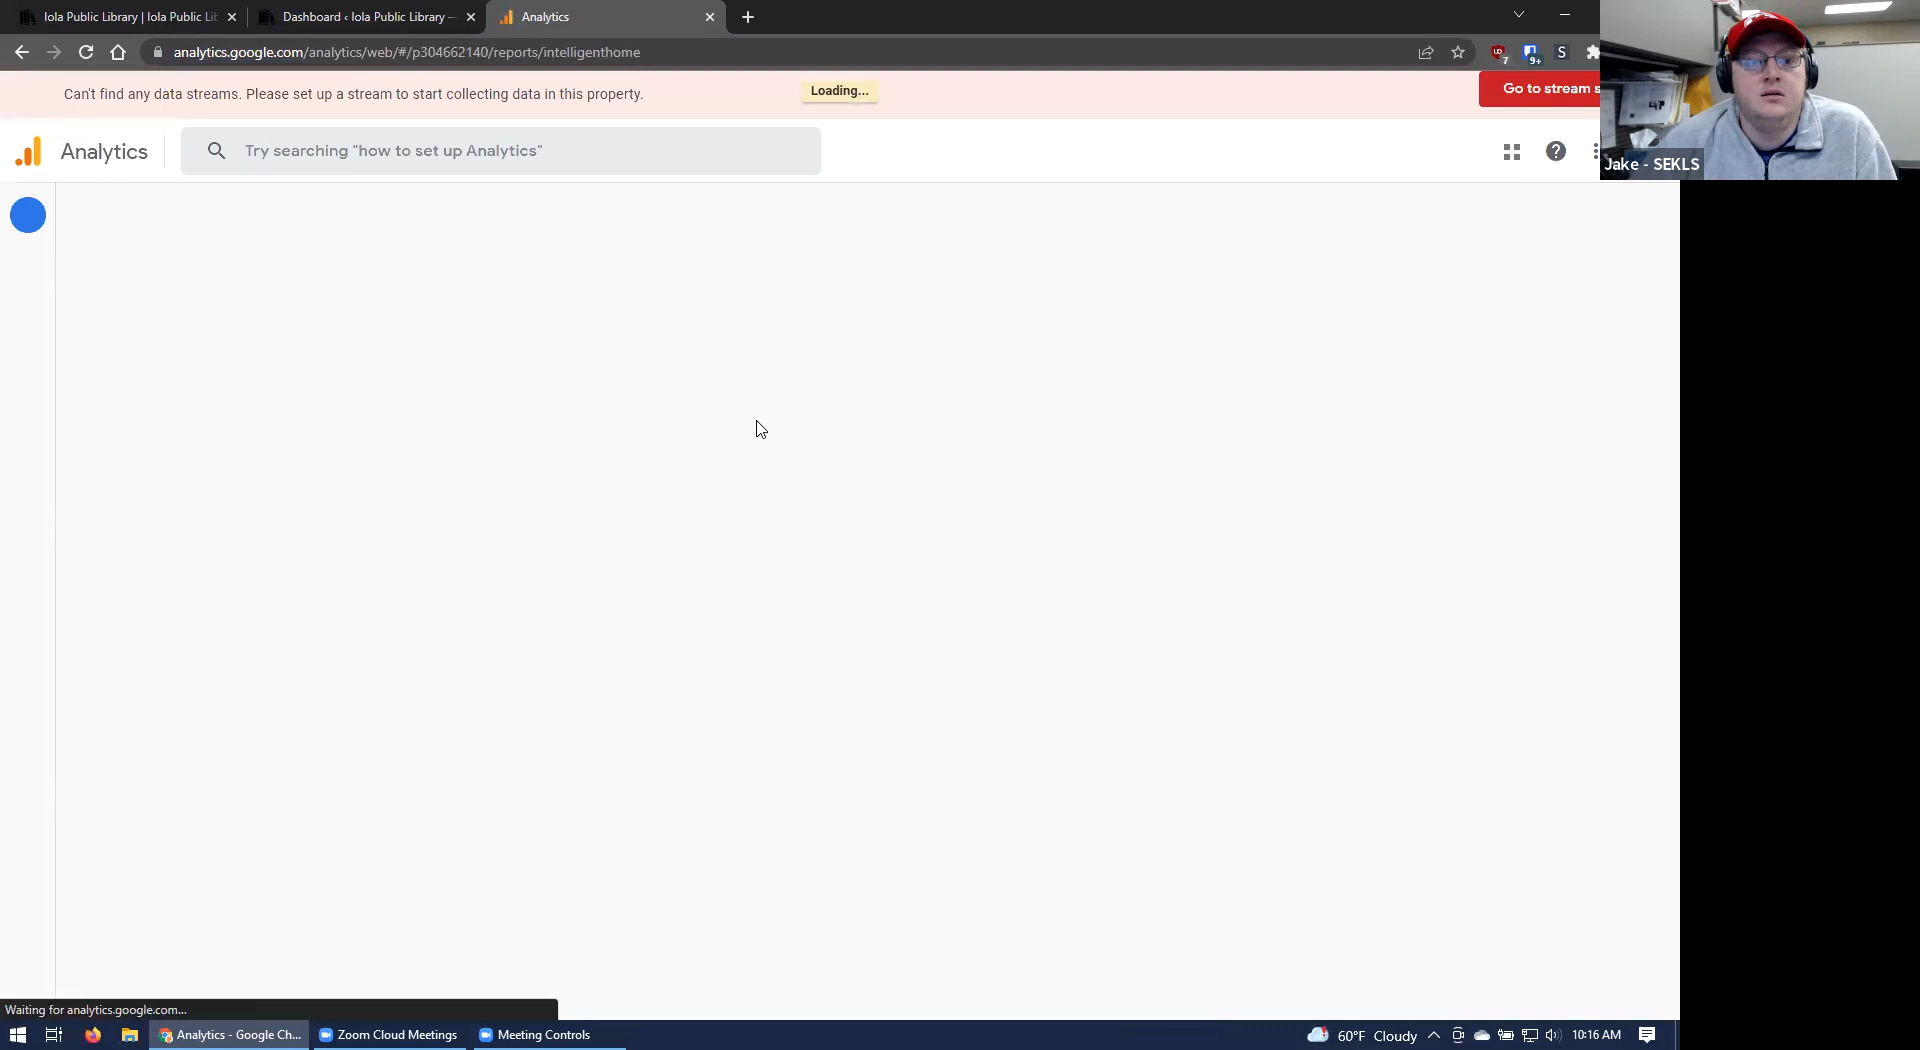 Iola Public Library | Iola Public Lib
Dashboard ‹ Iola Public Library —
Analytics
analytics.google.com/analytics/web/#/p304662140/reports/intelligenthome
7
9+
S
Can't find any data streams. Please set up a stream to start collecting data in this property.
Loading...
Go to stream s
Analytics
Try searching "how to set up Analytics"
Jake - SEKLS
Waiting for analytics.google.com...
Analytics - Google Ch...
Zoom Cloud Meetings
Meeting Controls
60°F Cloudy
10:16 AM